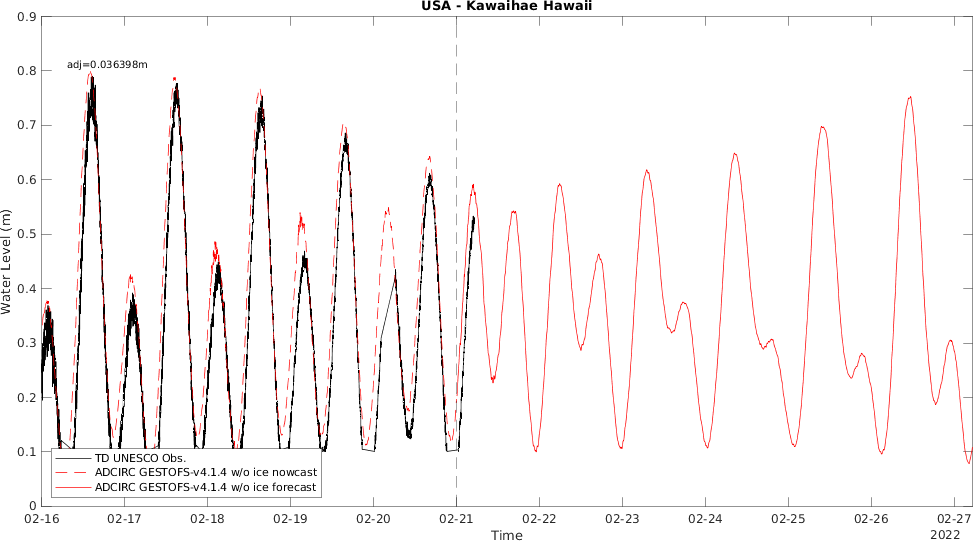 USA - Kawaihae Hawaii
0.9
0.8
0.7
0.6
0.5
0.4
0.3
0.2
0.1
0
Water Level (m)
adj=0.036398m
TD UNESCO Obs.
ADCIRC GESTOFS-v4.1.4 w/o ice nowcast
ADCIRC GESTOFS-v4.1.4 w/o ice forecast
02-16 02-17 02-18 02-19 02-20 02-21 02-22 02-23 02-24 02-25 02-26 02-27
Time
2022